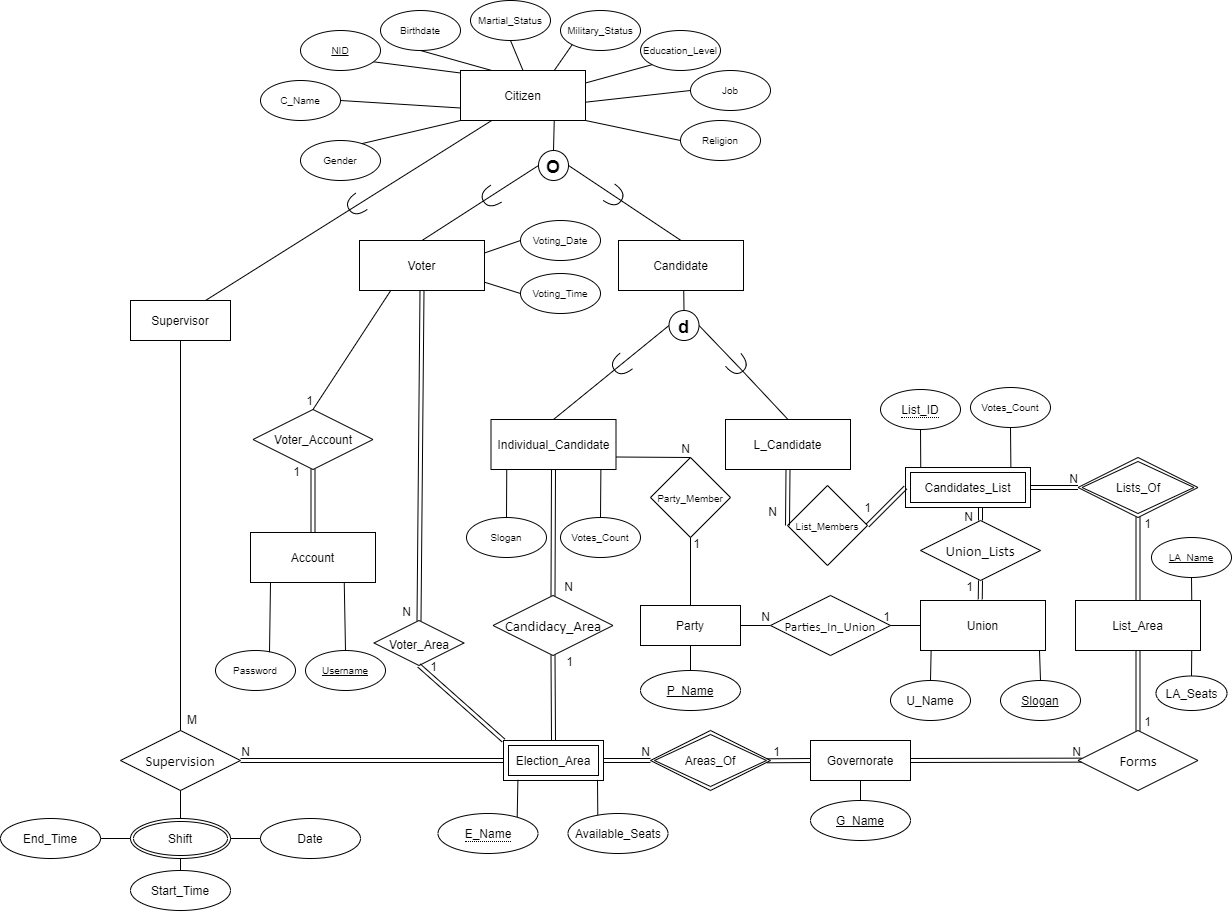 Martial_Status
Birthdate
Military_Status
NID
Education_Level
Citizen
Job
C_Name
Religion
Gender
O
Voting_Date
Voter
Candidate
Voting_Time
Supervisor
d
1
List_ID
Votes_Count
Voter_Account
Individual_Candidate
L_Candidate
N
1
N
Candidates_List
Lists_Of
Party_Member
1
N
List_Members
N
1
Slogan
Votes_Count
1
Union_Lists
Account
LA_Name
N
1
N
N
1
Voter_Area
Candidacy_Area
Party
Parties_In_Union
1
Union
List_Area
1
1
Password
Username
P_Name
U_Name
Slogan
LA_Seats
M
1
Supervision
N
Election_Area
N
Areas_Of
1
Governorate
N
Forms
G_Name
End_Time
Shift
Date
E_Name
Available_Seats
Start_Time